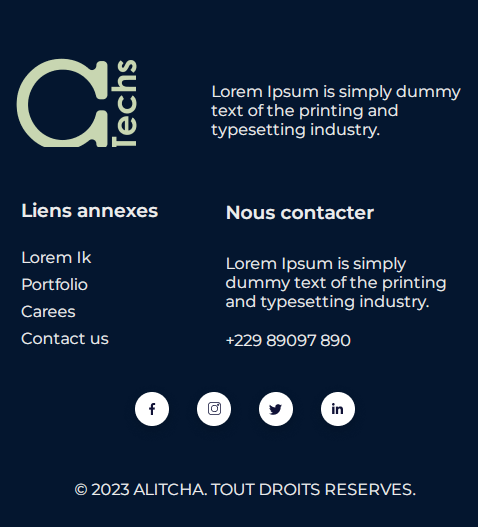 C Techs
Lorem Ipsum is simply dummy
text of the printing and
typesetting industry.
Liens annexes
Lorem Ik
Portfolio
Carees
Contact us
Nous contacter
Lorem Ipsum is simply
dummy text of the printing
and typesetting industry.
+229 89097 890
© 2023 ALITCHA. TOUT DROITS RESERVES.